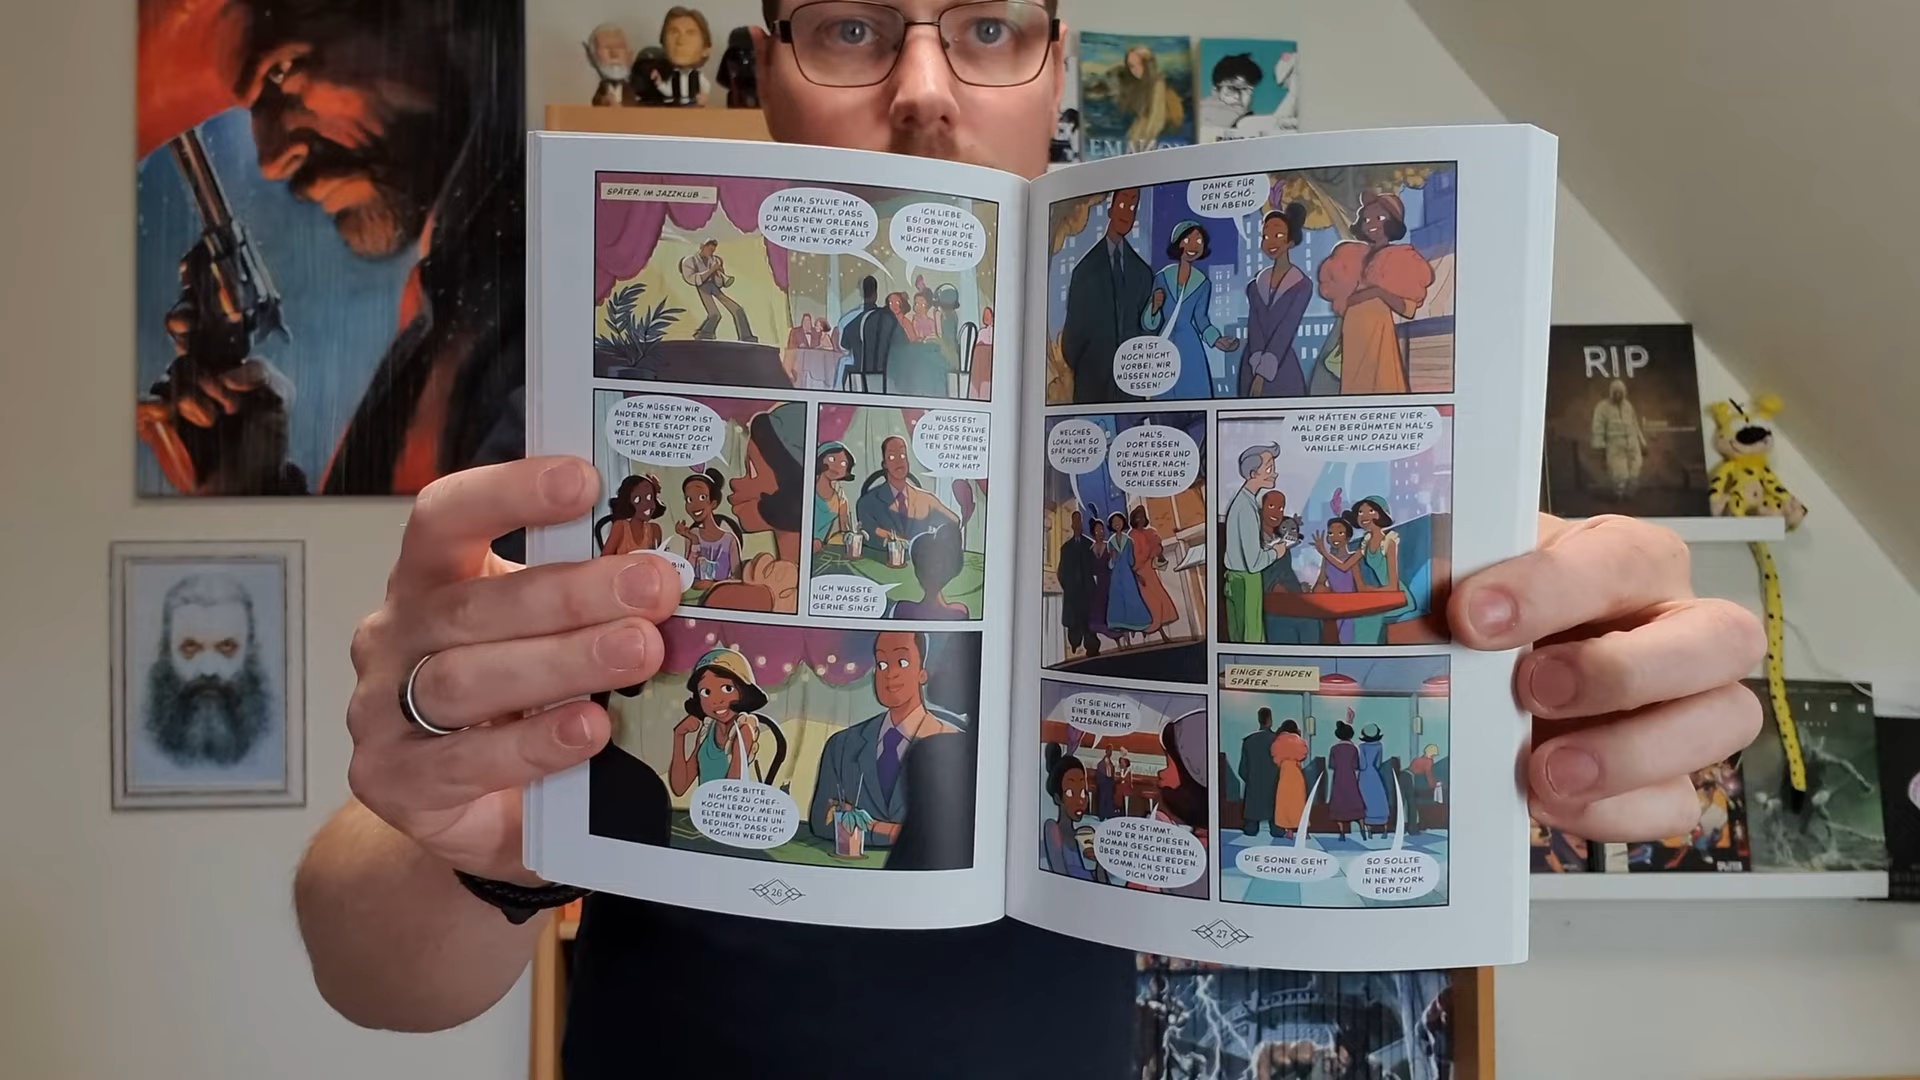 SPÄTER, IM JAZZKLUB ...
TIANA, SYLVIE HAT
MIR ERZÄHLT, DASS
DU AUS NEW ORLEANS
KOMMST. WIE GEFÄLLT
DIR NEW YORK?
ICH LIEBE
ES! OBWOHL ICH
BISHER NUR DIE
KÜCHE DES ROSE-
MONT GESEHEN
HABE ...
DAS MÜSSEN WIR
ÄNDERN. NEW YORK IST
DIE BESTE STADT DER
WELT. DU KANNST DOCH
NICHT DIE GANZE ZEIT
NUR ARBEITEN.
BIN
WUSSTEST
DU, DASS SYLVIE
EINE DER FEINS-
TEN STIMMEN IN
GANZ NEW
YORK HAT?
ICH WUSSTE
NUR, DASS SIE
GERNE SINGT.
SAG BITTE
NICHTS ZU CHEF-
KOCH LEROY. MEINE
ELTERN WOLLEN UN-
BEDINGT, DASS ICH
KÖCHIN WERDE.
26
DANKE FÜR
DEN SCHÖ-
NEN ABEND.
ER IST
NOCH NICHT
VORBEI. WIR
MÜSSEN NOCH
ESSEN!
WELCHES
LOKAL HAT SO
SPÄT NOCH GE-
ÖFFNET?
HAL'S.
DORT ESSEN
DIE MUSIKER UND
KÜNSTLER, NACH-
DEM DIE KLUBS
SCHLIESSEN.
WIR HÄTTEN GERNE VIER-
MAL DEN BERÜHMTEN HAL'S
BURGER UND DAZU VIER
VANILLE-MILCHSHAKE!
IST SIE NICHT
EINE BEKANNTE
JAZZSÄNGERIN?
DAS STIMMT.
UND ER HAT DIESEN
ROMAN GESCHRIEBEN,
ÜBER DEN ALLE REDEN.
KOMM, ICH STELLE
DICH VOR!
EINIGE STUNDEN
SPÄTER ...
DIE SONNE GEHT
SCHON AUF!
SO SOLLTE
EINE NACHT
IN NEW YORK
ENDEN!
27
RIP